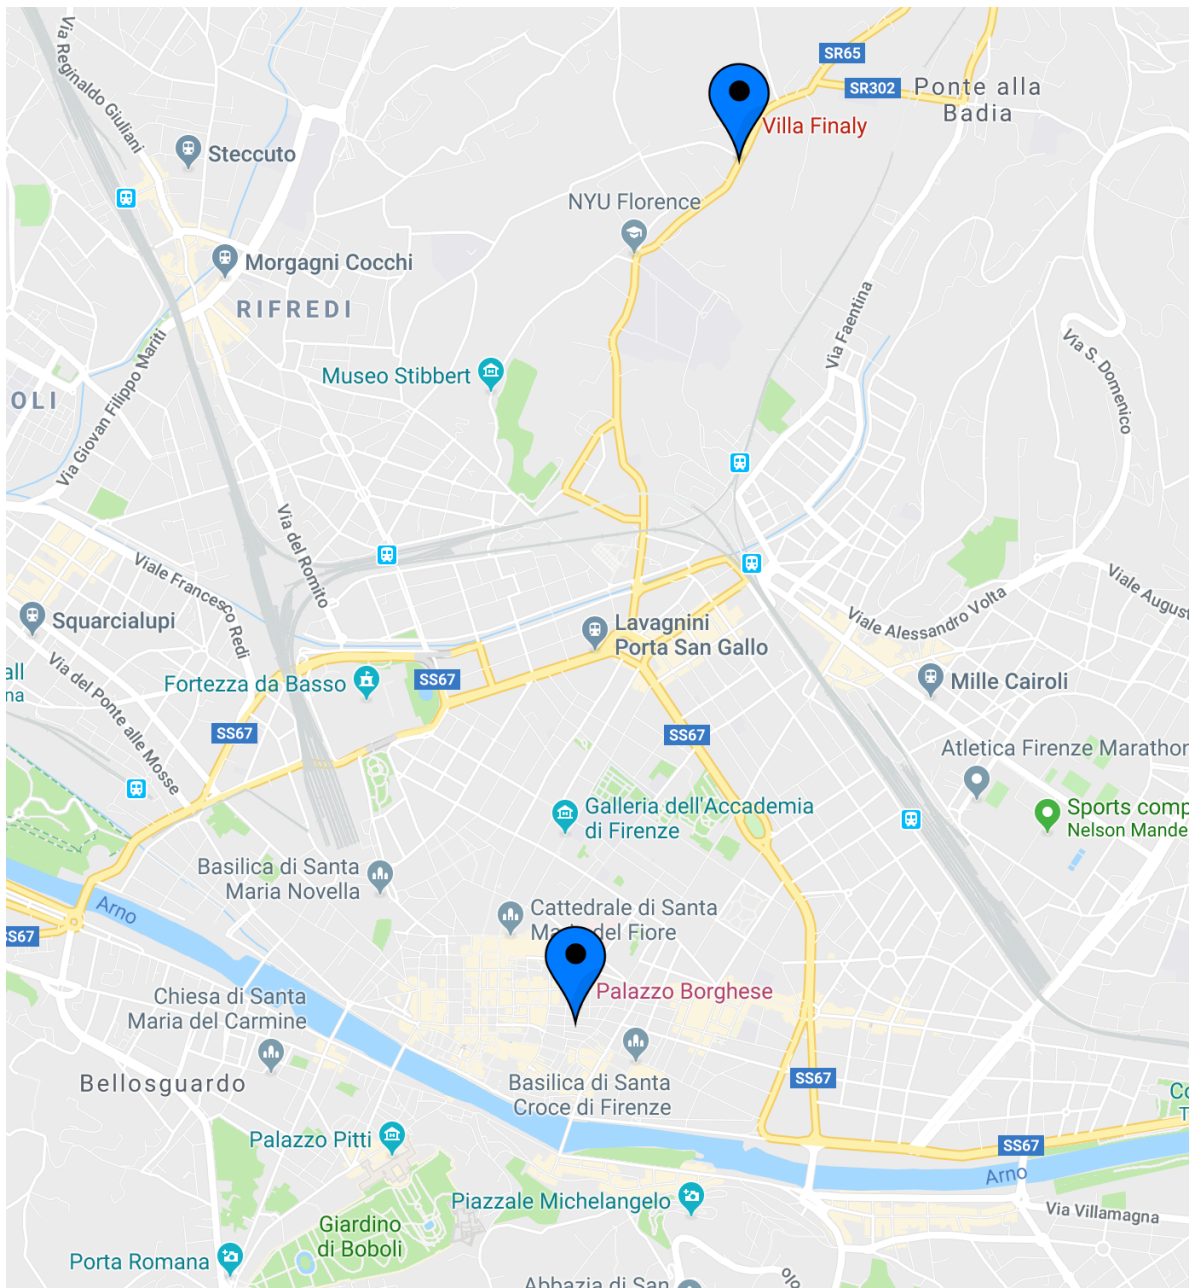 Via Reginaldo Giuliani
SR65
SR302
Ponte alla
Badia
Villa Finaly
Steccuto
NYU Florence
Morgagni Cocchi
RIFREDI
Via Faentina
Via S. Domenico
Via Giovan Filippo Mariti
Museo Stibbert
OLI
Via del Romito
Viale Francesco Redi
Viale Alessandro Volta
Viale August
Squarcialupi
Lavagnini
Porta San Gallo
all
na
Via del Ponte alle Mosse
Fortezza da Basso
SS67
Mille Cairoli
SS67
SS67
Atletica Firenze Marathon
Galleria dell'Accademia
di Firenze
Sports comp
Nelson Mande
Basilica di Santa
Maria Novella
Arno
Cattedrale di Santa
del Fiore
SS67
Palazzo Borghese
Chiesa di Santa
Maria del Carmine
Bellosguardo
Basilica di Santa
Croce di Firenze
SS67
Co
T
Palazzo Pitti
SS67
Arno
Piazzale Michelangelo
Via Villamagna
Giardino
di Boboli
Porta Romana
Abbazia di San
olo